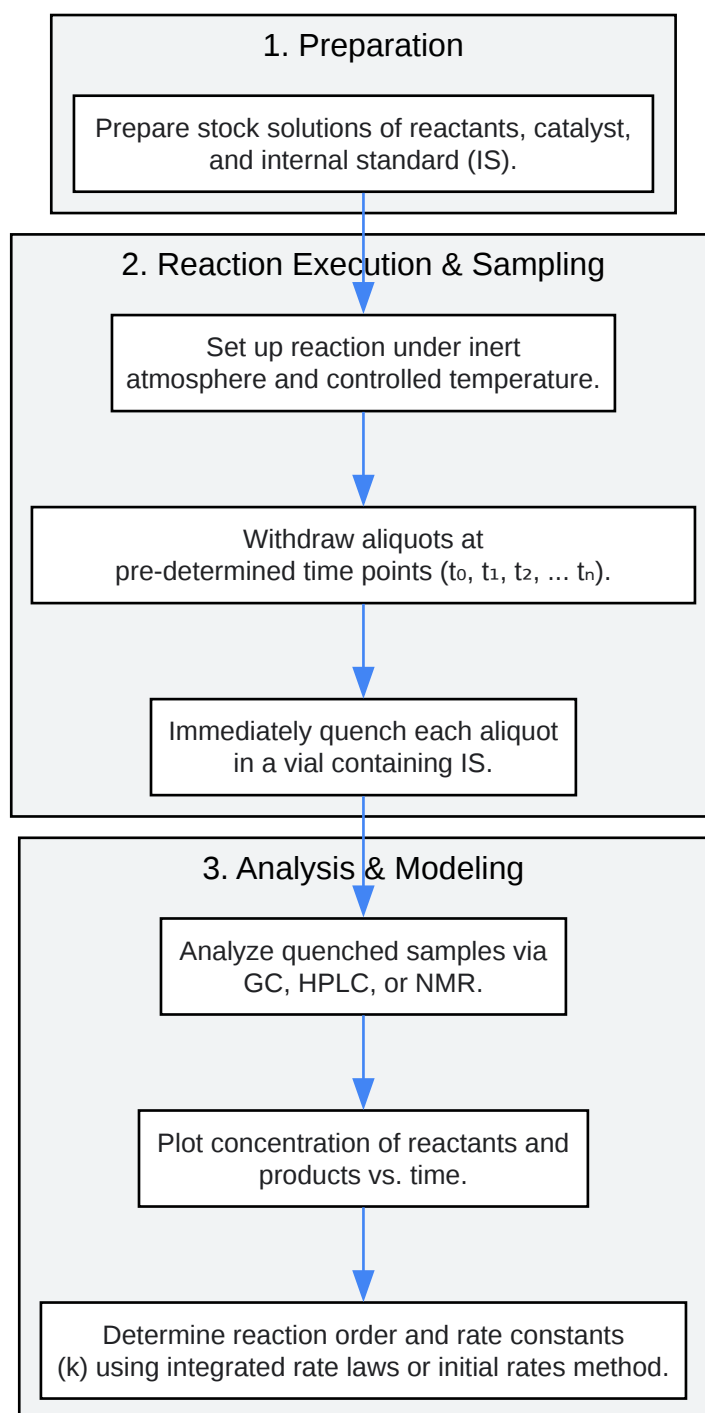 1. Preparation
Prepare stock solutions of reactants, catalyst,
and internal standard (IS).
2. Reaction Execution & Sampling
Set up reaction under inert
atmosphere and controlled temperature.
Withdraw aliquots at
pre-determined time points (t₀, t₁, t₂, ... tₙ).
Immediately quench each aliquot
in a vial containing IS.
3. Analysis & Modeling
Analyze quenched samples via
GC, HPLC, or NMR.
Plot concentration of reactants and
products vs. time.
Determine reaction order and rate constants
(k) using integrated rate laws or initial rates method.